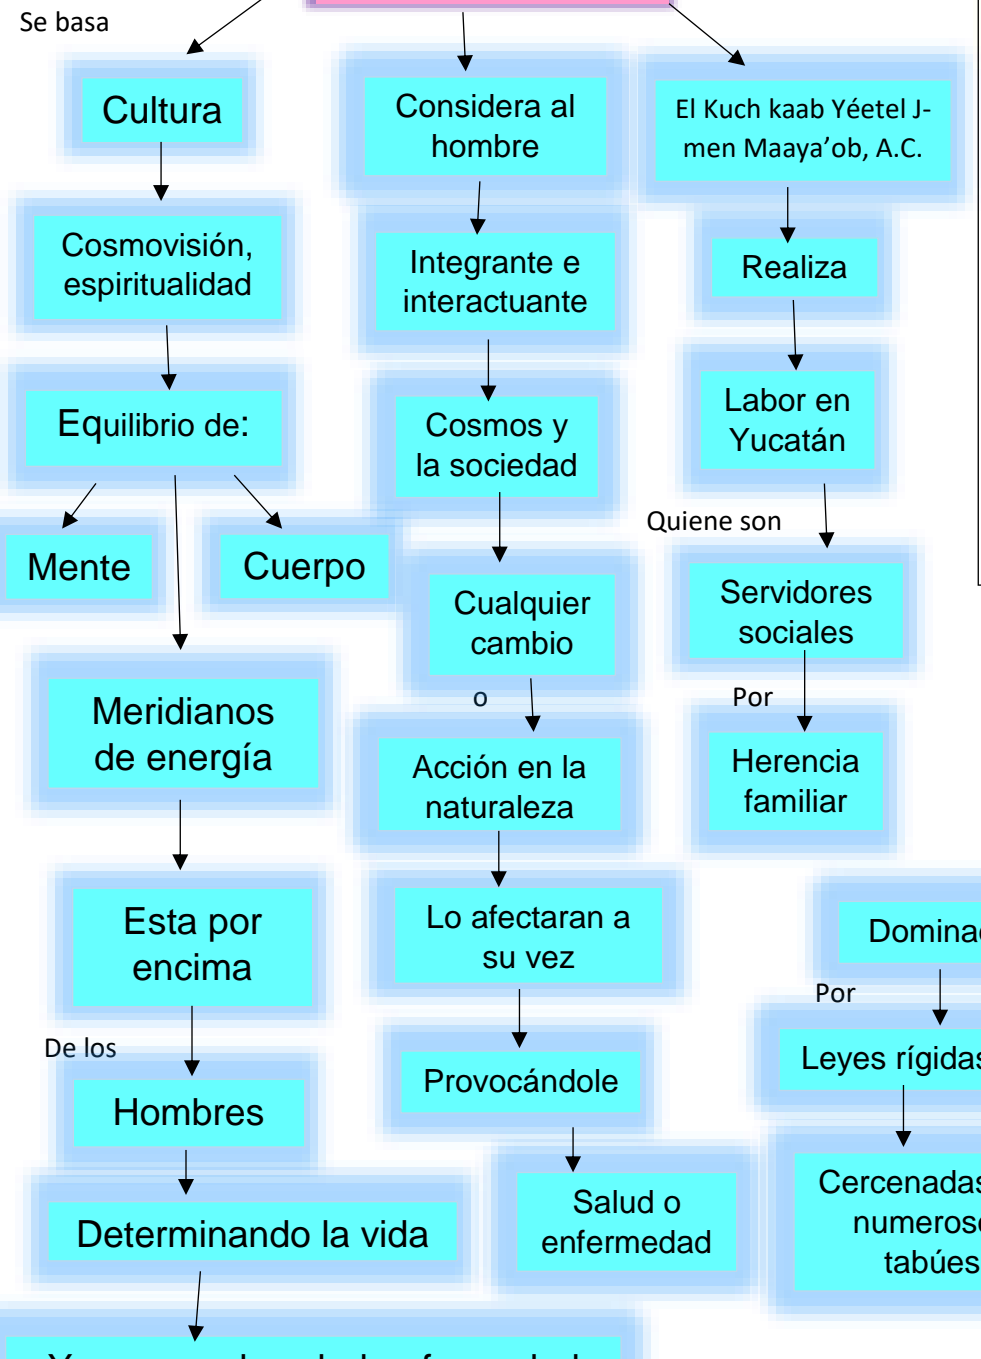 Se basa
Cultura
Cosmovisión,
espiritualidad
Equilibrio de:
Mente
Cuerpo
Meridianos
de energía
Esta por
encima
De los
Hombres
Determinando la vida
Considera al
hombre
Integrante e
interactuante
Cosmos y
la sociedad
Cualquier
cambio
o
Acción en la
naturaleza
Lo afectaran a
su vez
Provocándole
Salud o
enfermedad
El Kuch kaab Yéetel J-
men Maaya’ob, A.C.
Realiza
Labor en
Yucatán
Quiene son
Servidores
sociales
Por
Herencia
familiar
Por
Leyes rígidas
Cercenadas
tabúes